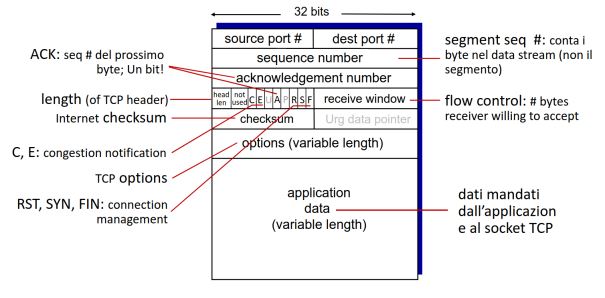 32 bits
source port # dest port #
sequence number
acknowledgement number
head len not used C E U A P R S F receive window
checksum Urg data pointer
options (variable length)
application
data
(variable length)
ACK: seq # del prossimo
byte; Un bit!
length (of TCP header)
Internet checksum
C, E: congestion notification
TCP options
RST, SYN, FIN: connection
management
segment seq #: conta i
byte nel data stream (non il
segmento)
flow control: # bytes
receiver willing to accept
dati mandati
dall'applicazion
e al socket TCP